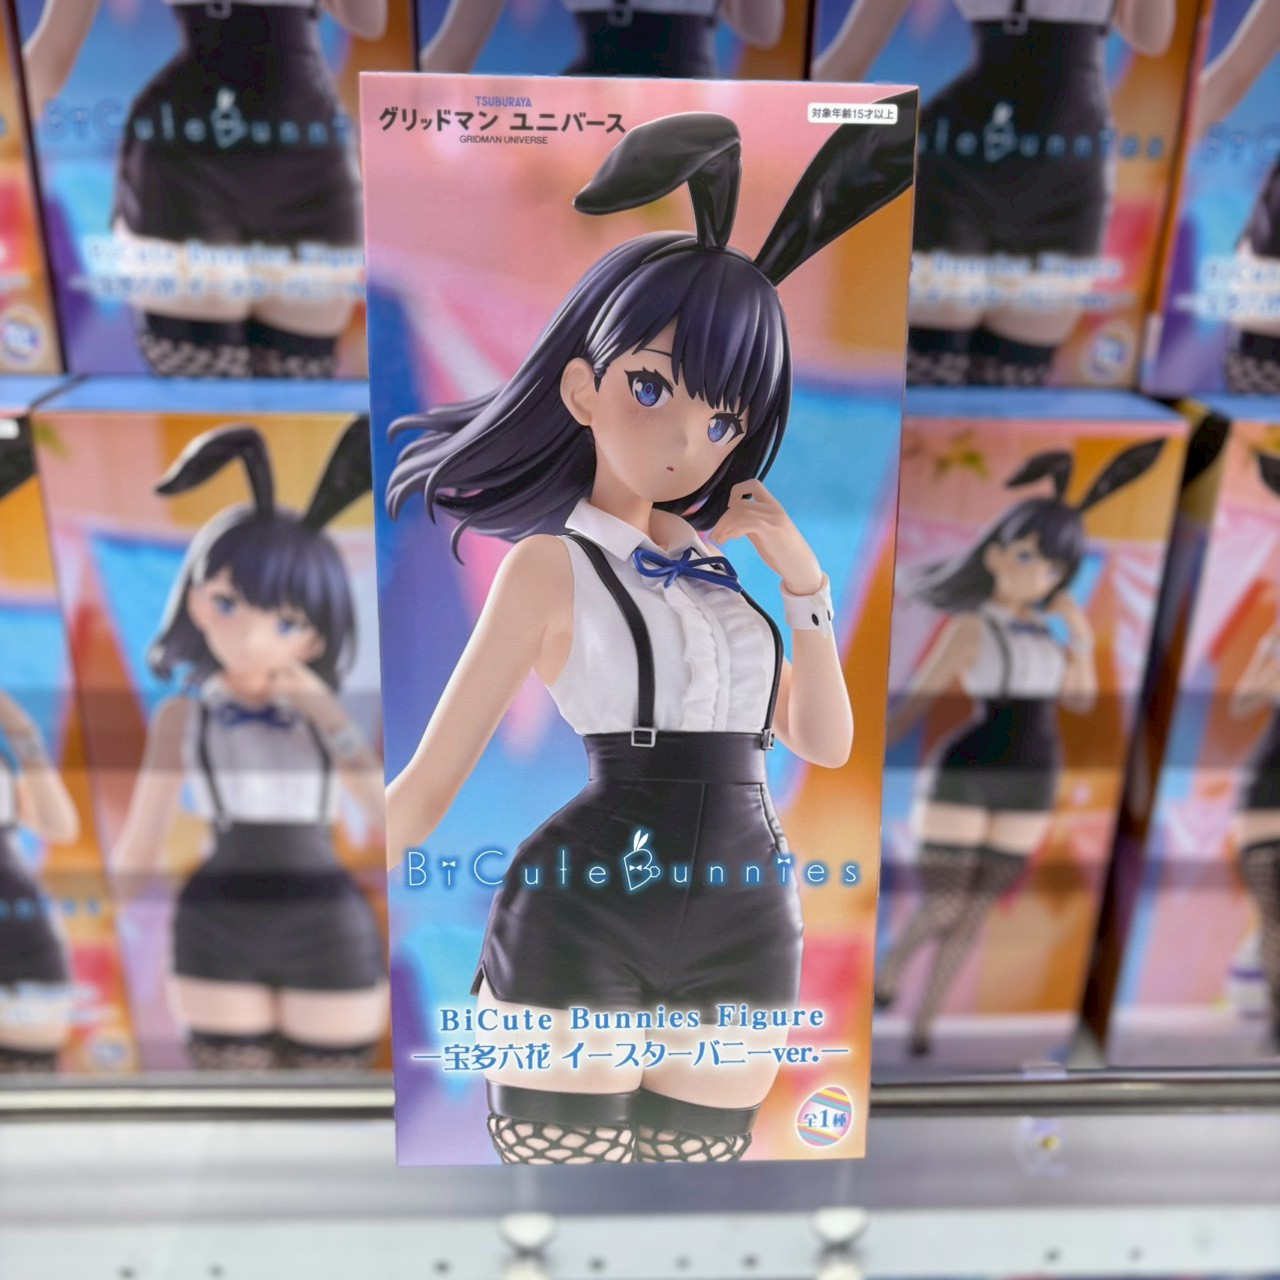 TSUBURAYA
グリッドマン ユニバース
GRIDMAN UNIVERSE
対象年齢15才以上
BiCute Bunnies
BiCute Bunnies Figure
―宝多六花 イースターバニーver.―
全1種